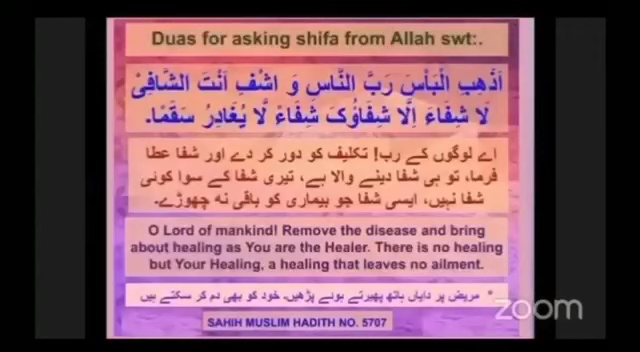 Duas for asking shifa from Allah swt:.
اَذْهِبِ الْبَأْسَ رَبَّ النَّاسِ وَ اشْفِ اَنْتَ الشَّافِیْ
لَا شِفَاءَ اِلَّا شِفَاؤُکَ شِفَاءً لَّا یُغَادِرُ سَقَمًا۔
اے لوگوں کے رب! تکلیف کو دور کر دے اور شفا عطا
فرما، تو ہی شفا دینے والا ہے، تیری شفا کے سوا کوئی
شفا نہیں، ایسی شفا جو بیماری کو باقی نہ چھوڑے۔
O Lord of mankind! Remove the disease and bring
about healing as You are the Healer. There is no healing
but Your Healing, a healing that leaves no ailment.
* مریض پر دایاں ہاتھ پھیرتے ہوئے پڑھیں۔ خود کو بھی دم کر سکتے ہیں
zoom
SAHIH MUSLIM HADITH NO. 5707